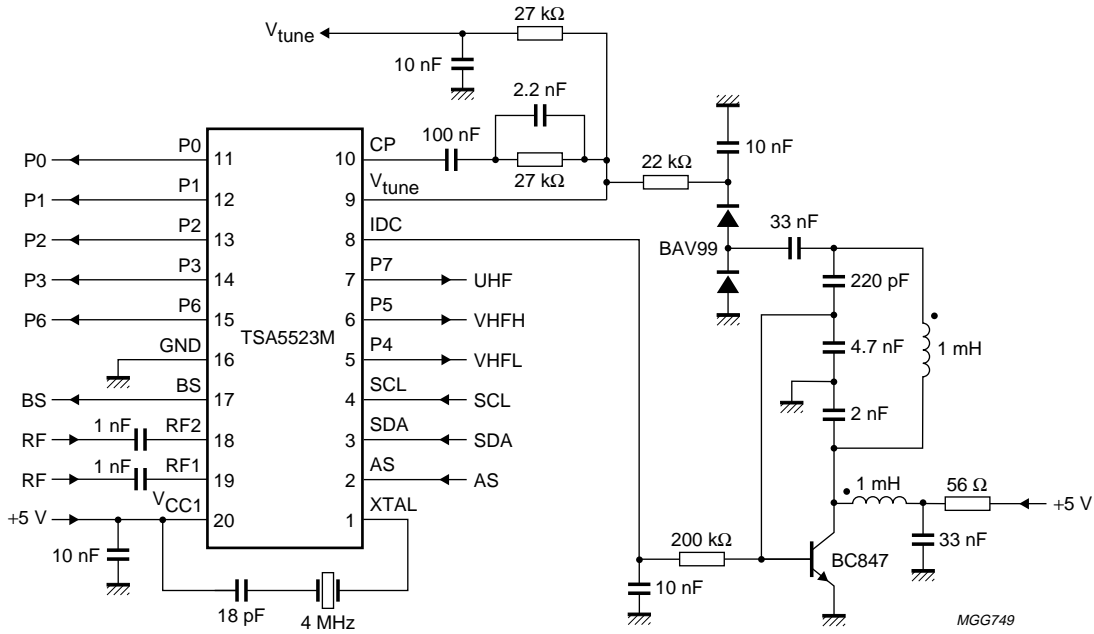 27 kΩ
Vtune
10 nF
2.2 nF
100 nF
27 kΩ
22 kΩ
10 nF
P0 P0 11
P1 P1 12
P2 P2 13
P3 P3 14
P6 P6 15
GND 16
BS BS 17
RF 1 nF RF2 18
RF 1 nF RF1 19
+5 V VCC1 20
TSA5523M
10 CP
9 Vtune
8 IDC
7 P7 UHF
6 P5 VHFH
5 P4 VHFL
4 SCL SCL
3 SDA SDA
2 AS AS
1 XTAL
BAV99
33 nF
220 pF
4.7 nF
1 mH
2 nF
1 mH
56 Ω
+5 V
33 nF
200 kΩ
BC847
10 nF
10 nF
18 pF
4 MHz
MGG749